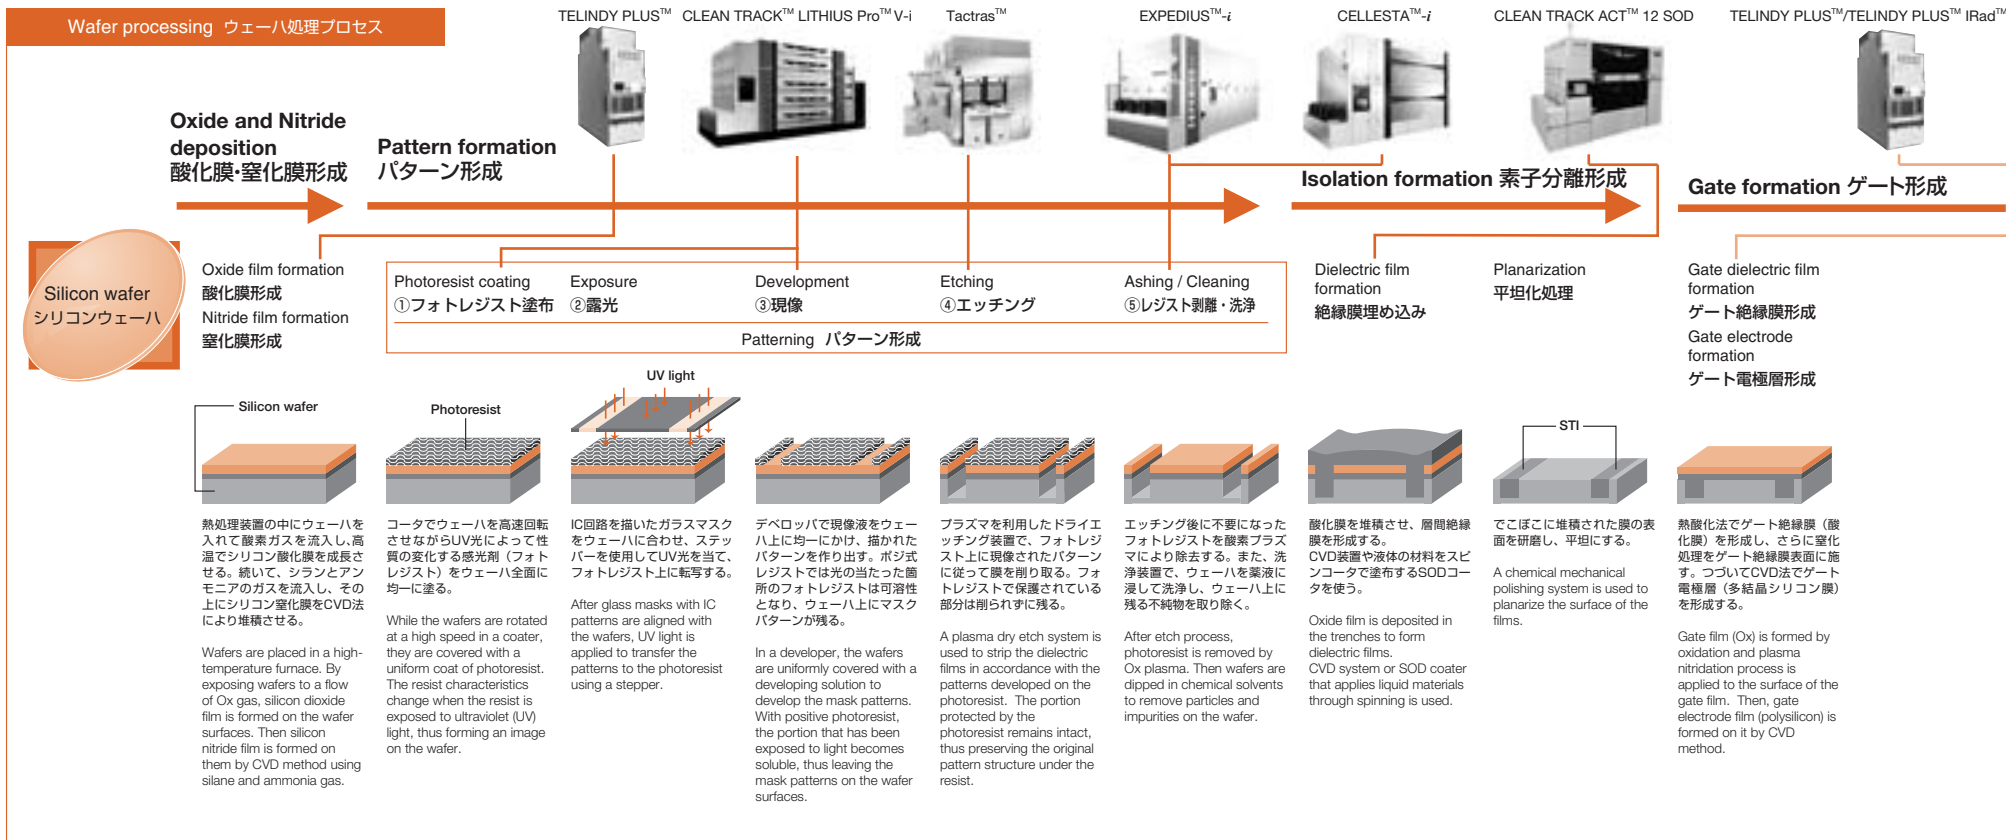 Wafer processing ウェーハ処理プロセス
TELINDY PLUS™
CLEAN TRACK™ LITHIUS Pro™ V-i
Tactras™
EXPEDIUS™-i
CELLESTA™-i
CLEAN TRACK ACT™ 12 SOD
TELINDY PLUS™/TELINDY PLUS™ IRad™
Oxide and Nitride
deposition
酸化膜・窒化膜形成
Pattern formation
パターン形成
Isolation formation 素子分離形成
Gate formation ゲート形成
Silicon wafer
シリコンウェーハ
Oxide film formation
酸化膜形成
Nitride film formation
窒化膜形成
Photoresist coating
①フォトレジスト塗布
Exposure
②露光
Development
③現像
Etching
④エッチング
Ashing / Cleaning
⑤レジスト剥離・洗浄
Patterning パターン形成
Dielectric film
formation
絶縁膜埋め込み
Planarization
平坦化処理
Gate dielectric film
formation
ゲート絶縁膜形成
Gate electrode
formation
ゲート電極層形成
Silicon wafer
Photoresist
UV light
STI
熱処理装置の中にウェーハを
入れて酸素ガスを流入し、高
温でシリコン酸化膜を成長さ
せる。続いて、シランとアン
モニアのガスを流入し、その
上にシリコン窒化膜をCVD法
により堆積させる。
Wafers are placed in a high-
temperature furnace. By
exposing wafers to a flow
of Ox gas, silicon dioxide
film is formed on the wafer
surfaces. Then silicon
nitride film is formed on
them by CVD method using
silane and ammonia gas.
コータでウェーハを高速回転
させながらUV光によって性
質の変化する感光剤（フォト
レジスト）をウェーハ全面に
均一に塗る。
While the wafers are rotated
at a high speed in a coater,
they are covered with a
uniform coat of photoresist.
The resist characteristics
change when the resist is
exposed to ultraviolet (UV)
light, thus forming an image
on the wafer.
IC回路を描いたガラスマスク
をウェーハに合わせ、ステッ
パーを使用してUV光を当て、
フォトレジスト上に転写する。
After glass masks with IC
patterns are aligned with
the wafers, UV light is
applied to transfer the
patterns to the photoresist
using a stepper.
デベロッパで現像液をウェー
ハ上に均一にかけ、描かれた
パターンを作り出す。ポジ式
レジストでは光の当たった箇
所のフォトレジストは可溶性
となり、ウェーハ上にマスク
パターンが残る。
In a developer, the wafers
are uniformly covered with a
developing solution to
develop the mask patterns.
With positive photoresist,
the portion that has been
exposed to light becomes
soluble, thus leaving the
mask patterns on the wafer
surfaces.
プラズマを利用したドライエ
ッチング装置で、フォトレジ
スト上に現像されたパターン
に従って膜を削り取る。フォ
トレジストで保護されている
部分は削られずに残る。
A plasma dry etch system is
used to strip the dielectric
films in accordance with the
patterns developed on the
photoresist. The portion
protected by the
photoresist remains intact,
thus preserving the original
pattern structure under the
resist.
エッチング後に不要になった
フォトレジストを酸素プラズ
マにより除去する。また、洗
浄装置で、ウェーハを薬液に
浸して洗浄し、ウェーハ上に
残る不純物を取り除く。
After etch process,
photoresist is removed by
Ox plasma. Then wafers are
dipped in chemical solvents
to remove particles and
impurities on the wafer.
酸化膜を堆積させ、層間絶縁
膜を形成する。
CVD装置や液体の材料をスピ
ンコータで塗布するSODコー
タを使う。
Oxide film is deposited in
the trenches to form
dielectric films.
CVD system or SOD coater
that applies liquid materials
through spinning is used.
でこぼこに堆積された膜の表
面を研磨し、平坦にする。
A chemical mechanical
polishing system is used to
planarize the surface of the
films.
熱酸化法でゲート絶縁膜（酸
化膜）を形成し、さらに窒化
処理をゲート絶縁膜表面に施
す。つづいてCVD法でゲート
電極層（多結晶シリコン膜）
を形成する。
Gate film (Ox) is formed by
oxidation and plasma
nitridation process is
applied to the surface of the
gate film. Then, gate
electrode film (polysilicon) is
formed on it by CVD
method.